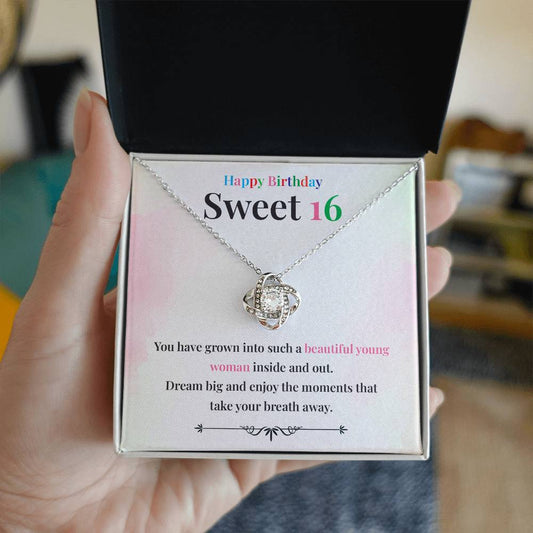 Happy Birthday
Sweet 16
You have grown into such a beautiful young
woman inside and out.
Dream big and enjoy the moments that
take your breath away.